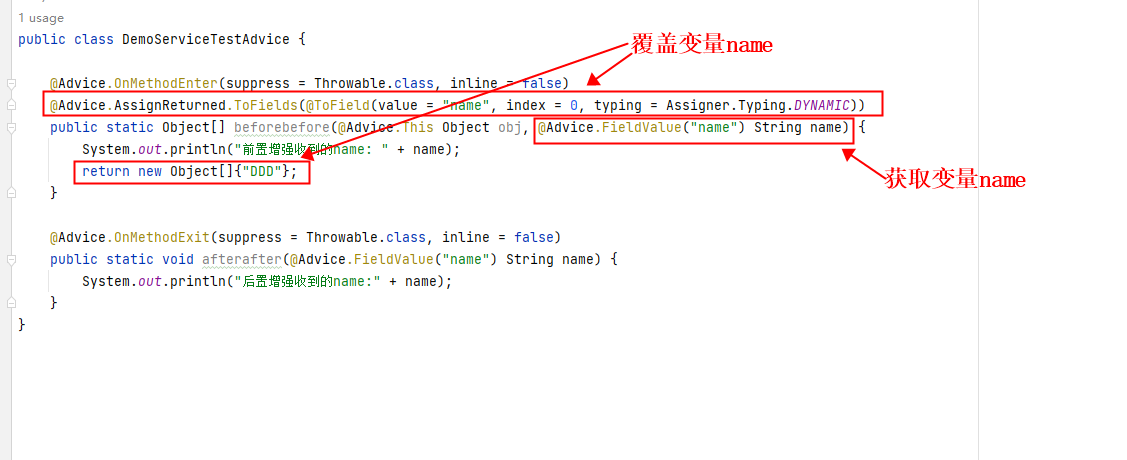 1 usage
public class DemoServiceTestAdvice {
覆盖变量name
@Advice.OnMethodEnter(suppress = Throwable.class, inline = false)
@Advice.AssignReturned.ToFields(@ToField(value = "name", index = 0, typing = Assigner.Typing.DYNAMIC))
public static Object[] beforebefore(@Advice.This Object obj, @Advice.FieldValue("name") String name) {
System.out.println("前置增强收到的name: " + name);
return new Object[]{"DDD"};
获取变量name
}
@Advice.OnMethodExit(suppress = Throwable.class, inline = false)
public static void afterafter(@Advice.FieldValue("name") String name) {
System.out.println("后置增强收到的name:" + name);
}
}